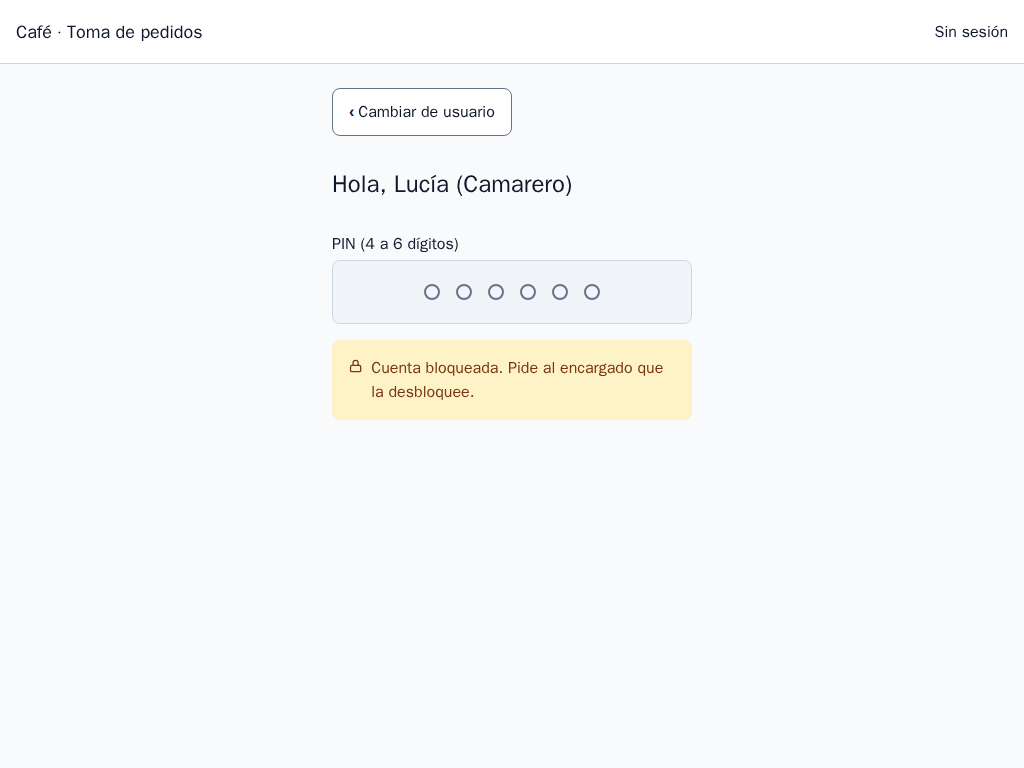 Café · Toma de pedidos
Sin sesión
‹ Cambiar de usuario
Hola, Lucía (Camarero)
PIN (4 a 6 dígitos)
Cuenta bloqueada. Pide al encargado que
la desbloquee.